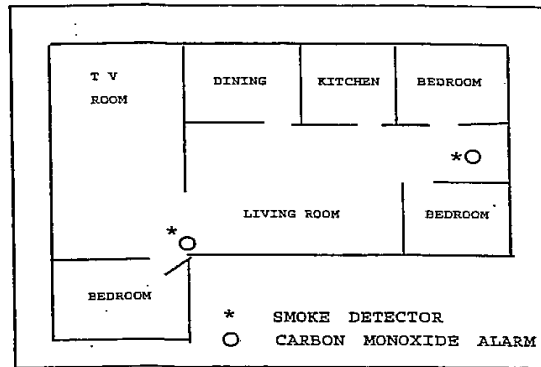 T V
ROOM
DINING
KITCHEN
BEDROOM
*
LIVING ROOM
BEDROOM
*
BEDROOM
* SMOKE DETECTOR
CARBON MONOXIDE ALARM